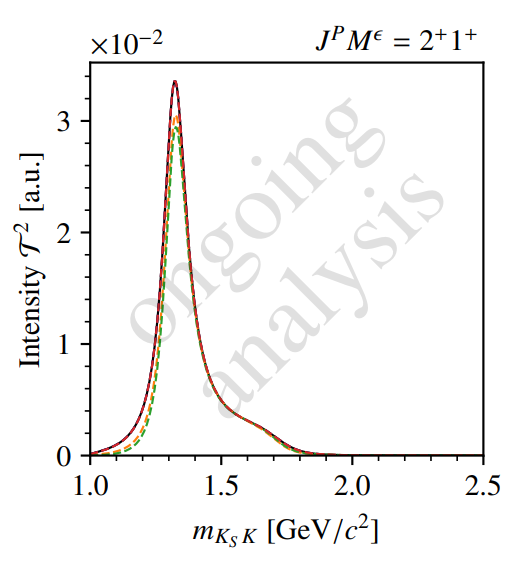 ×10⁻² JᴾMᵋ = 2⁺1⁺
Intensity 𝒯² [a.u.]
3
2
1
0
ongoing
analysis
1.0 1.5 2.0 2.5
m_{K_S K} [GeV/c²]